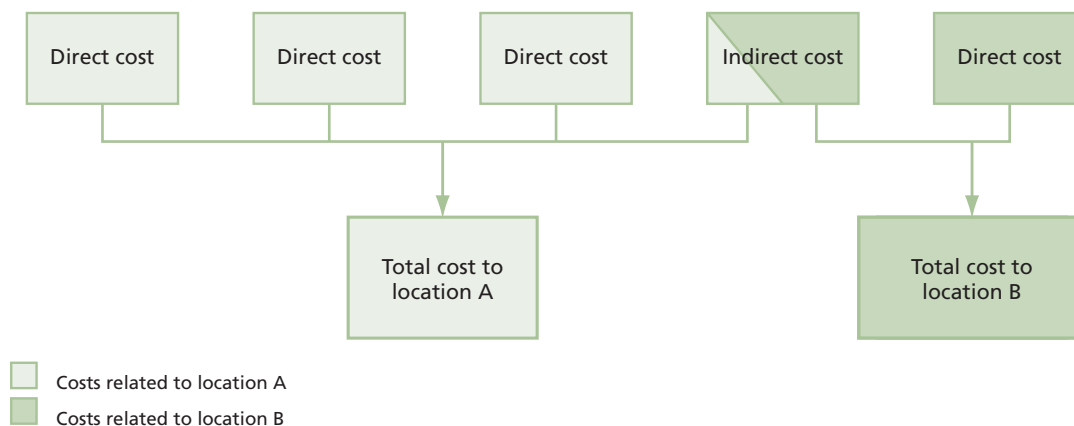 Direct cost
Direct cost
Direct cost
Indirect cost
Direct cost
Total cost to
location A
Total cost to
location B
Costs related to location A
Costs related to location B